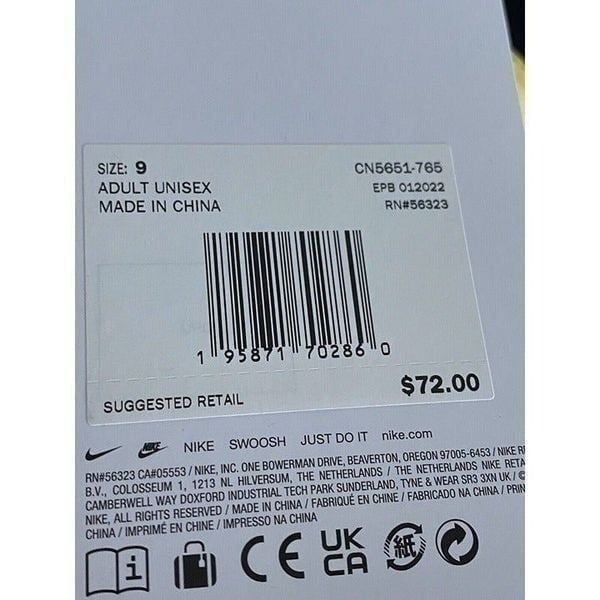 SIZE: 9
CN5651-765
ADULT UNISEX
EPB 012022
MADE IN CHINA
RN#56323
1 95871 70286 0
$72.00
SUGGESTED RETAIL
NIKE NIKE SWOOSH JUST DO IT nike.com
RN#56323 CA#05553 / NIKE, INC. ONE BOWERMAN DRIVE, BEAVERTON, OREGON 97005-6453 / NIKE R
B.V., COLOSSEUM 1, 1213 NL HILVERSUM, THE NETHERLANDS / THE NETHERLANDS NIKE RETA
CAMBERWELL WAY DOXFORD INDUSTRIAL TECH PARK SUNDERLAND, TYNE & WEAR SR3 3XN UK / ©
NIKE, ALL RIGHTS RESERVED / MADE IN CHINA / FABRIQUÉ EN CHINE / FABRICADO NA CHINA / PRIN
CHINA / IMPRIMÉ EN CHINE / IMPRESSO NA CHINA
i CE UK CA 紙